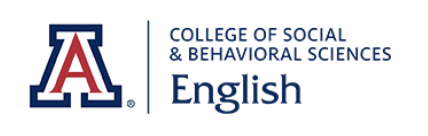 A®
COLLEGE OF SOCIAL
& BEHAVIORAL SCIENCES
English